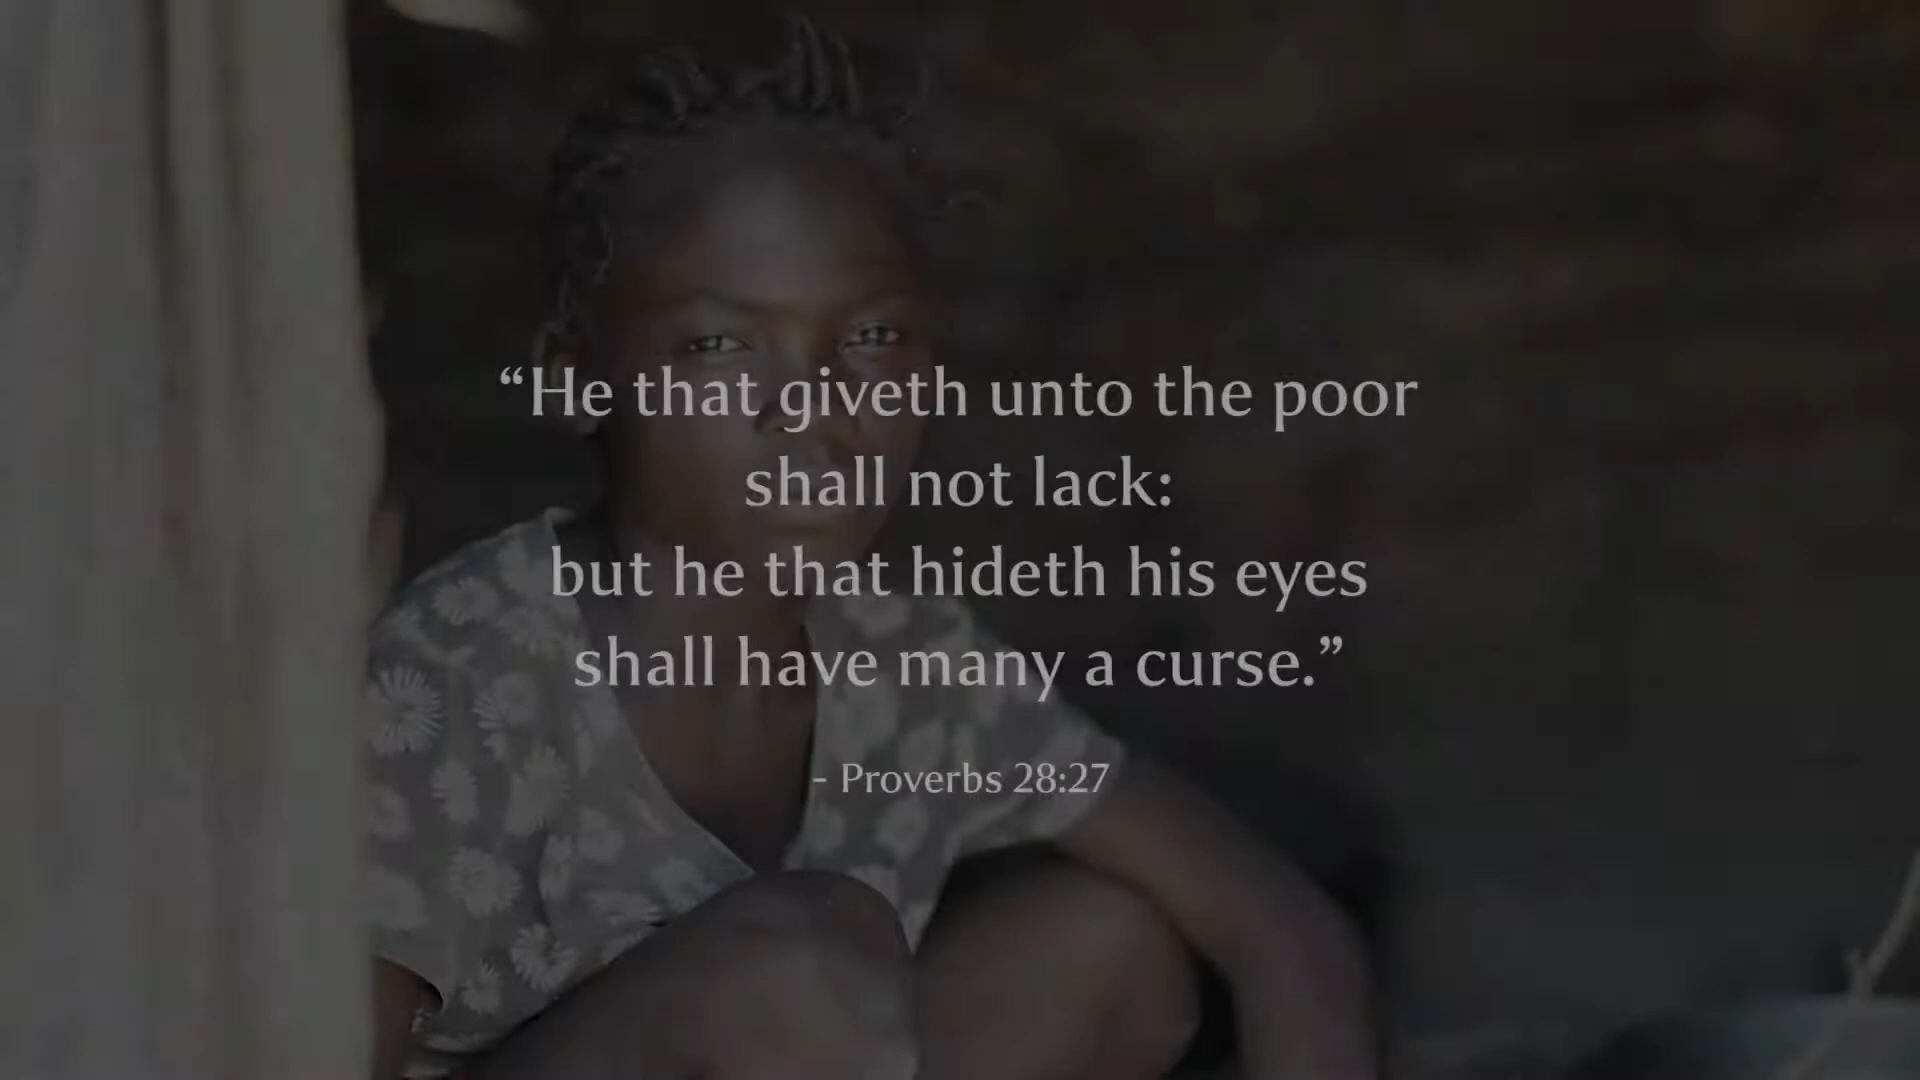 “He that giveth unto the poor
shall not lack:
but he that hideth his eyes
shall have many a curse.”
- Proverbs 28:27